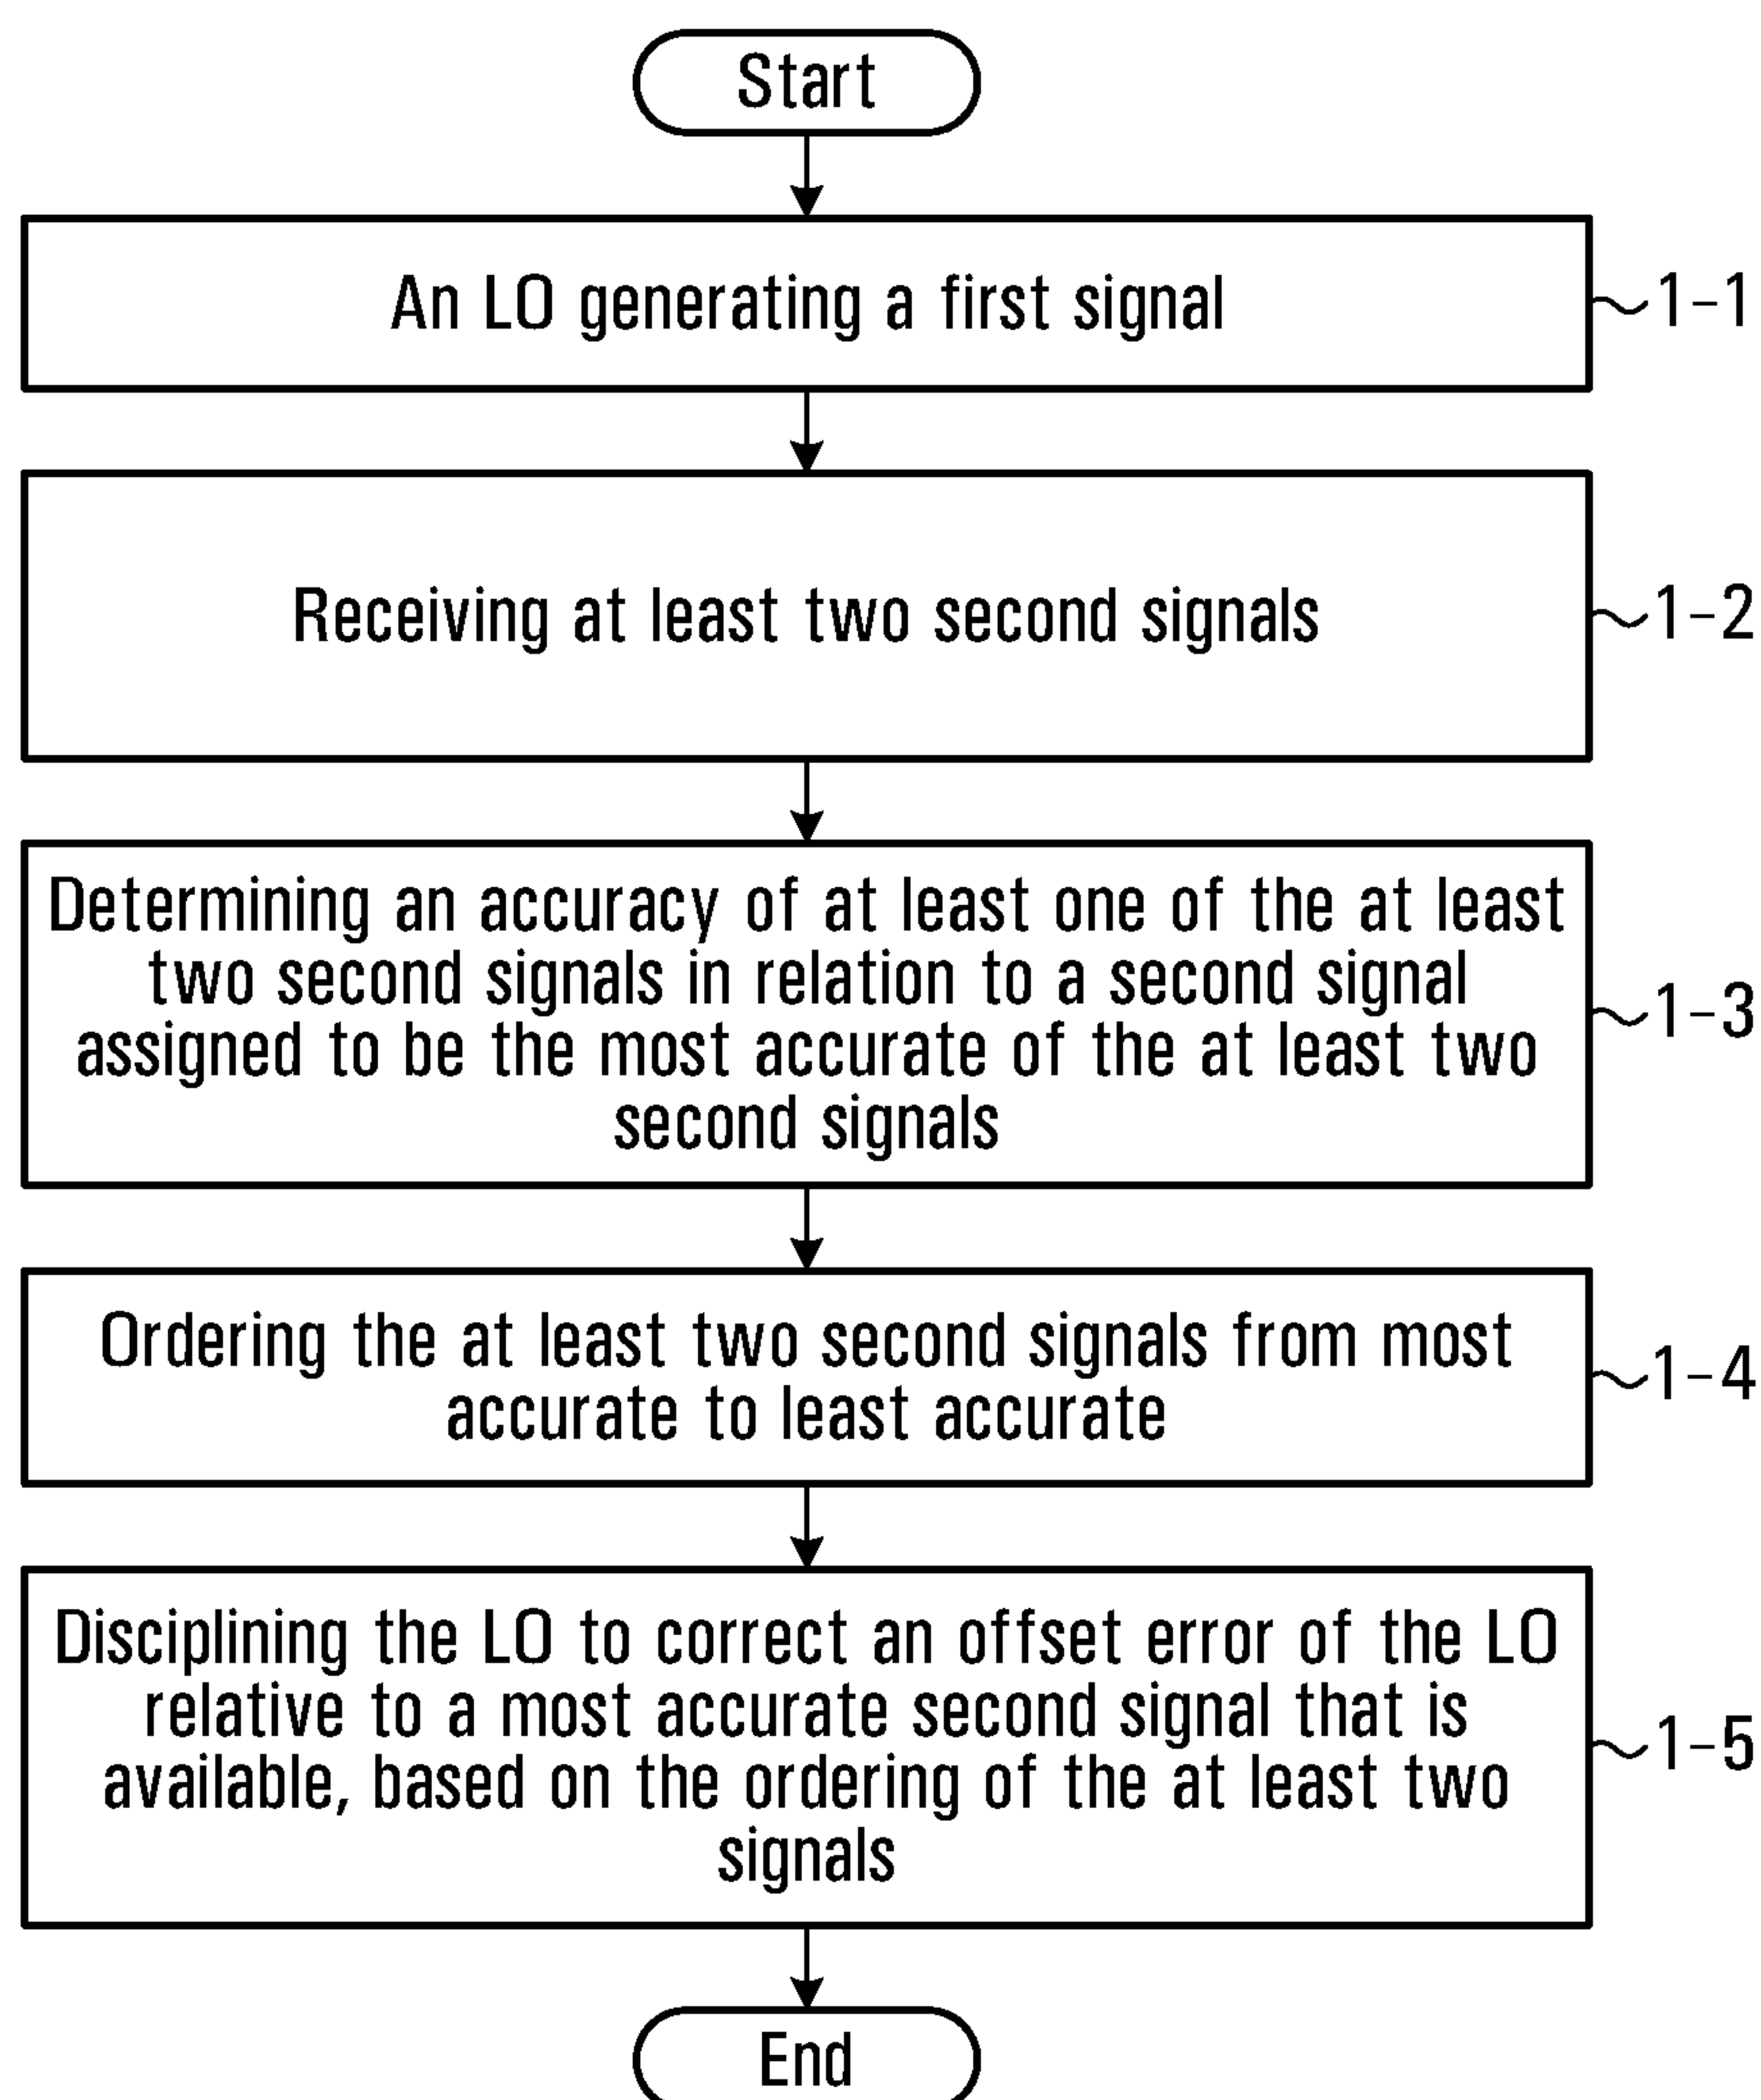 Start
An LO generating a first signal
1-1
Receiving at least two second signals
1-2
Determining an accuracy of at least one of the at least
two second signals in relation to a second signal
assigned to be the most accurate of the at least two
second signals
1-3
Ordering the at least two second signals from most
accurate to least accurate
1-4
Disciplining the LO to correct an offset error of the LO
relative to a most accurate second signal that is
available, based on the ordering of the at least two
signals
1-5
End